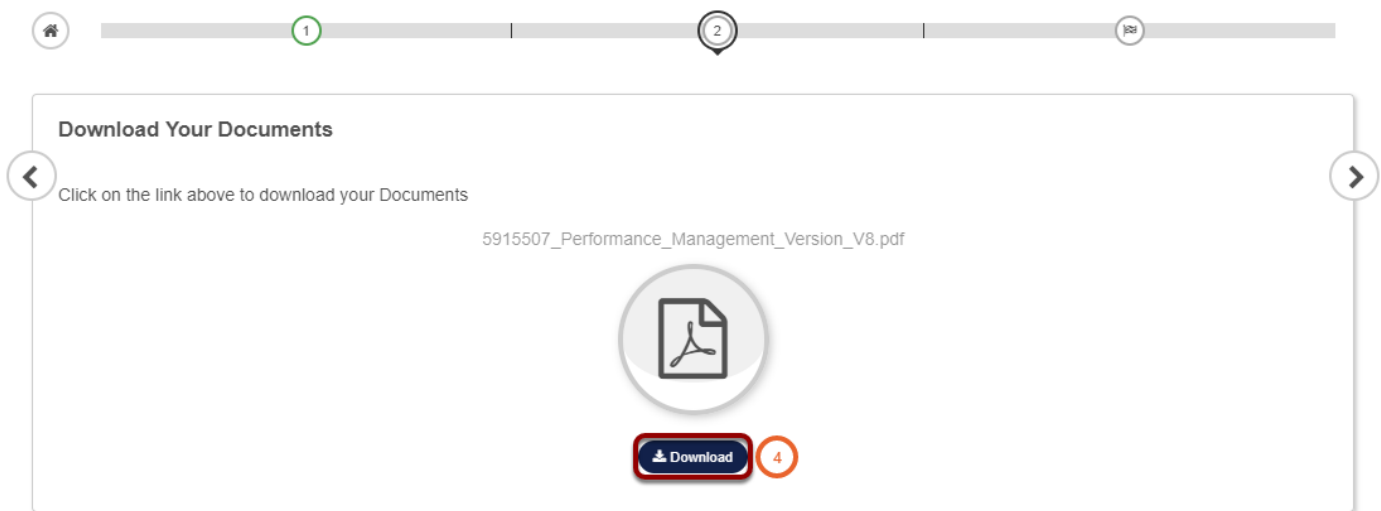 1
2
Download Your Documents
Click on the link above to download your Documents
5915507_Performance_Management_Version_V8.pdf
Download
4